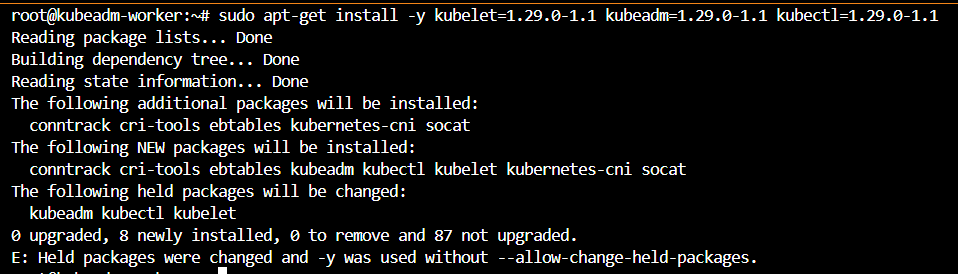 root@kubeadm-worker:~# sudo apt-get install -y kubelet=1.29.0-1.1 kubeadm=1.29.0-1.1 kubectl=1.29.0-1.1
Reading package lists... Done
Building dependency tree... Done
Reading state information... Done
The following additional packages will be installed:
  conntrack cri-tools ebtables kubernetes-cni socat
The following NEW packages will be installed:
  conntrack cri-tools ebtables kubeadm kubectl kubelet kubernetes-cni socat
The following held packages will be changed:
  kubeadm kubectl kubelet
0 upgraded, 8 newly installed, 0 to remove and 87 not upgraded.
E: Held packages were changed and -y was used without --allow-change-held-packages.